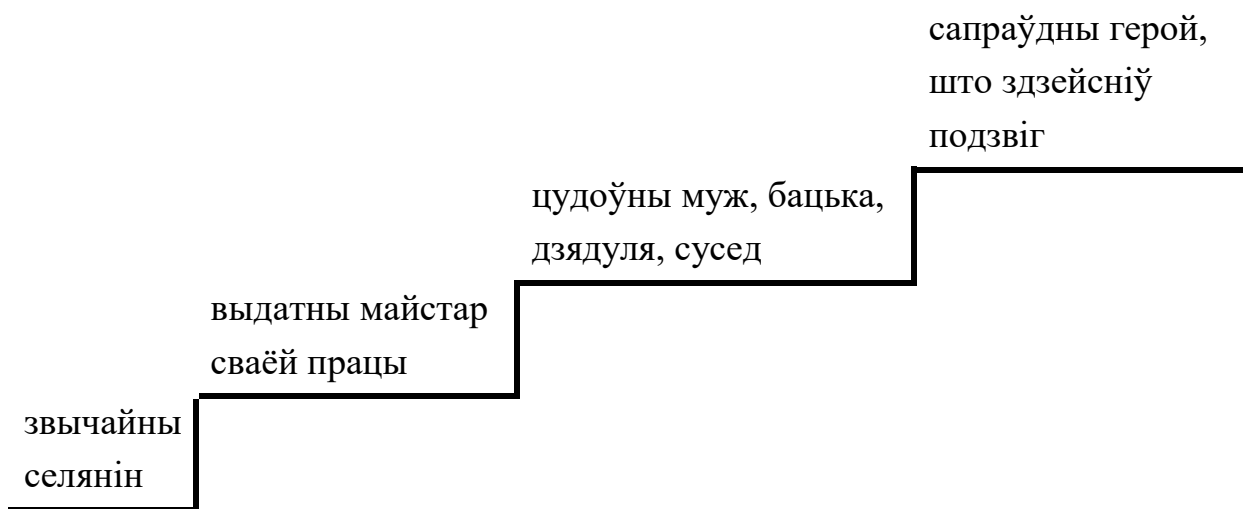 сапраўдны герой,
што здзейсніў
подзвіг
цудоўны муж, бацька,
дзядуля, сусед
выдатны майстар
сваёй працы
звычайны
селянін